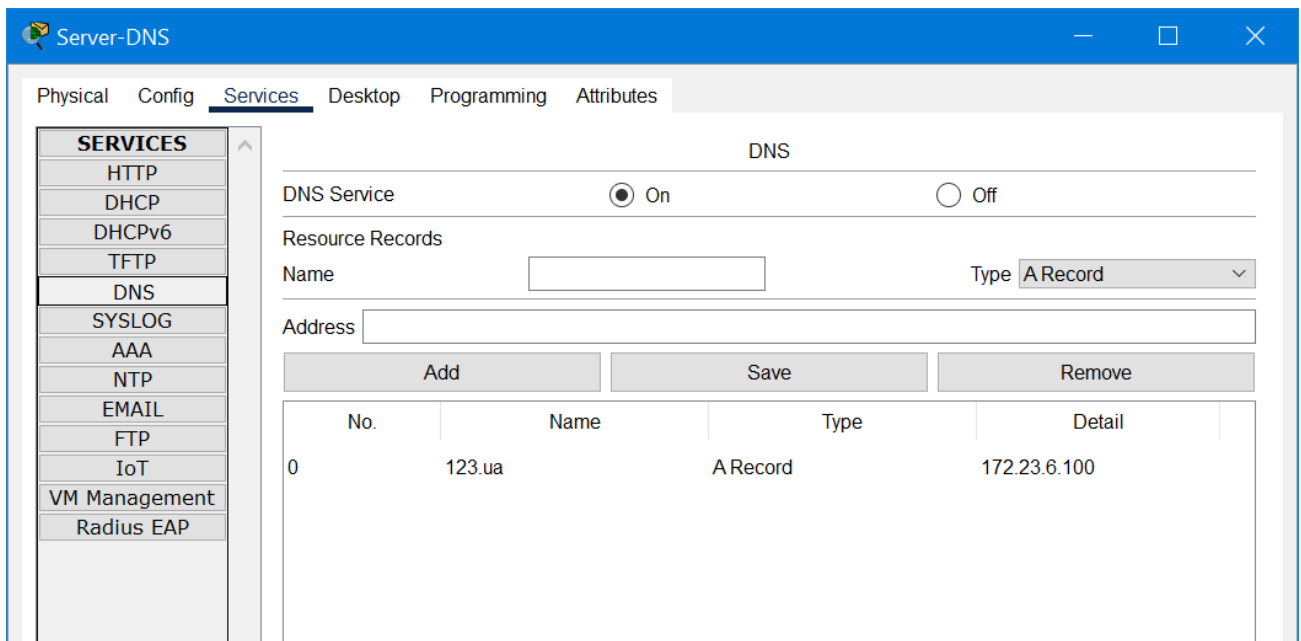 Server-DNS
Physical Config Services Desktop Programming Attributes
SERVICES
HTTP
DHCP
DHCPv6
TFTP
DNS
SYSLOG
AAA
NTP
EMAIL
FTP
IoT
VM Management
Radius EAP
DNS
DNS Service On Off
Resource Records
Name Type A Record
Address
Add Save Remove
No. Name Type Detail
0 123.ua A Record 172.23.6.100